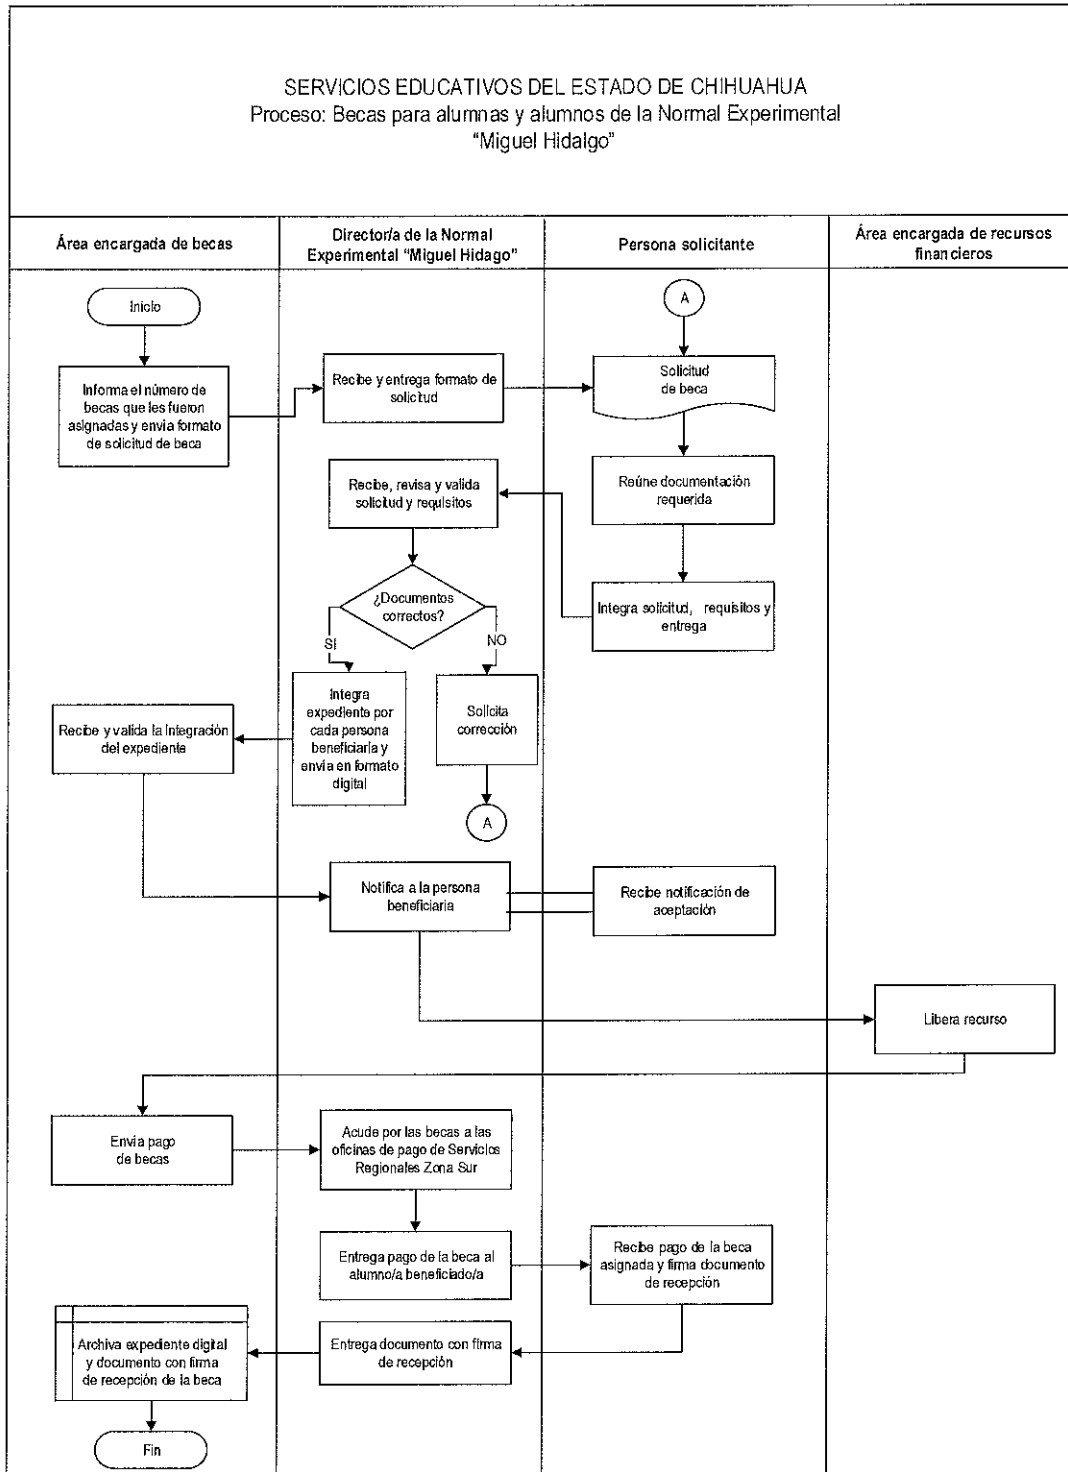 SERVICIOS EDUCATIVOS DEL ESTADO DE CHIHUAHUA
Proceso: Becas para alumnas y alumnos de la Normal Experimental
"Miguel Hidalgo"
Área encargada de becas
Director/a de la Normal
Experimental "Miguel Hidago"
Persona solicitante
Área encargada de recursos
financieros
Inicio
A
Informa el número de
becas que les fueron
asignadas y envia formato
de solicitud de beca
Recibe y entrega formato de
solicitud
Solicitud
de beca
Reúne documentación
requerida
Recibe, revisa y valida
solicitud y requisitos
Integra solicitud, requisitos y
entrega
¿Documentos
correctos?
SI
NO
Integra
expediente por
cada persona
beneficiaria y
envía en formato
digital
Solicita
corrección
Recibe y valida la integración
del expediente
A
Notifica a la persona
beneficiaria
Recibe notificación de
aceptación
Libera recurso
Envía pago
de becas
Acude por las becas a las
oficinas de pago de Servicios
Regionales Zona Sur
Entrega pago de la beca al
alumno/a beneficiado/a
Recibe pago de la beca
asignada y firma documento
de recepción
Entrega documento con firma
de recepción
Archiva expediente digital
y documento con firma
de recepción de la beca
Fin